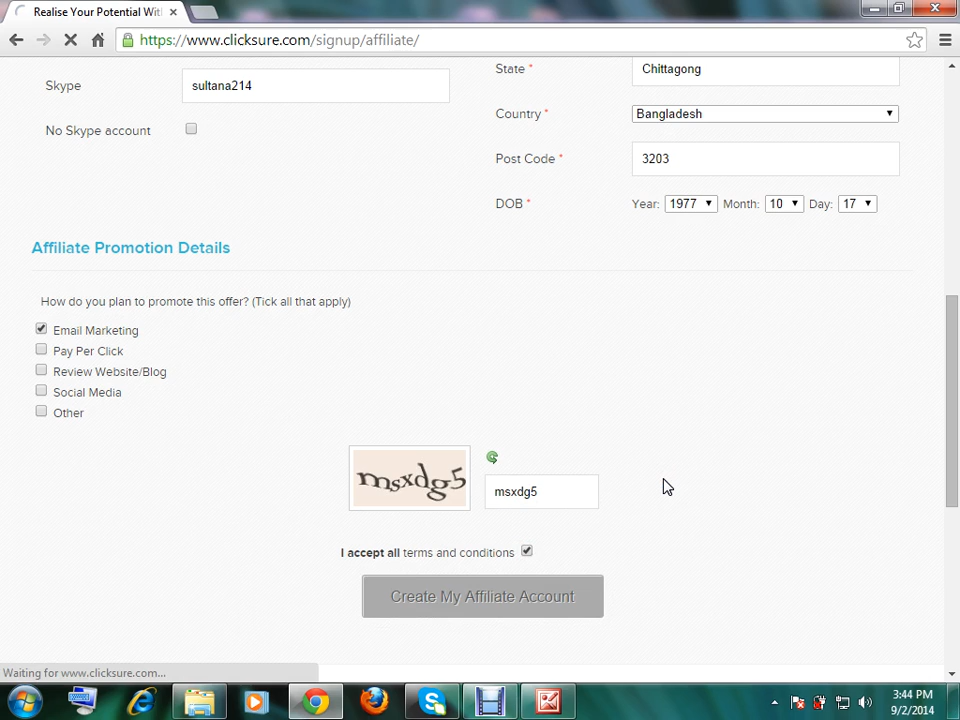 Realise Your Potential Wit
https://www.clicksure.com/signup/affiliate/
Skype
sultana214
No Skype account
State *
Chittagong
Country *
Bangladesh
Post Code *
3203
DOB *
Year: 1977 Month: 10 Day: 17
Affiliate Promotion Details
How do you plan to promote this offer? (Tick all that apply)
Email Marketing
Pay Per Click
Review Website/Blog
Social Media
Other
msxdg5
msxdg5
I accept all terms and conditions
Create My Affiliate Account
Waiting for www.clicksure.com...
3:44 PM
9/2/2014